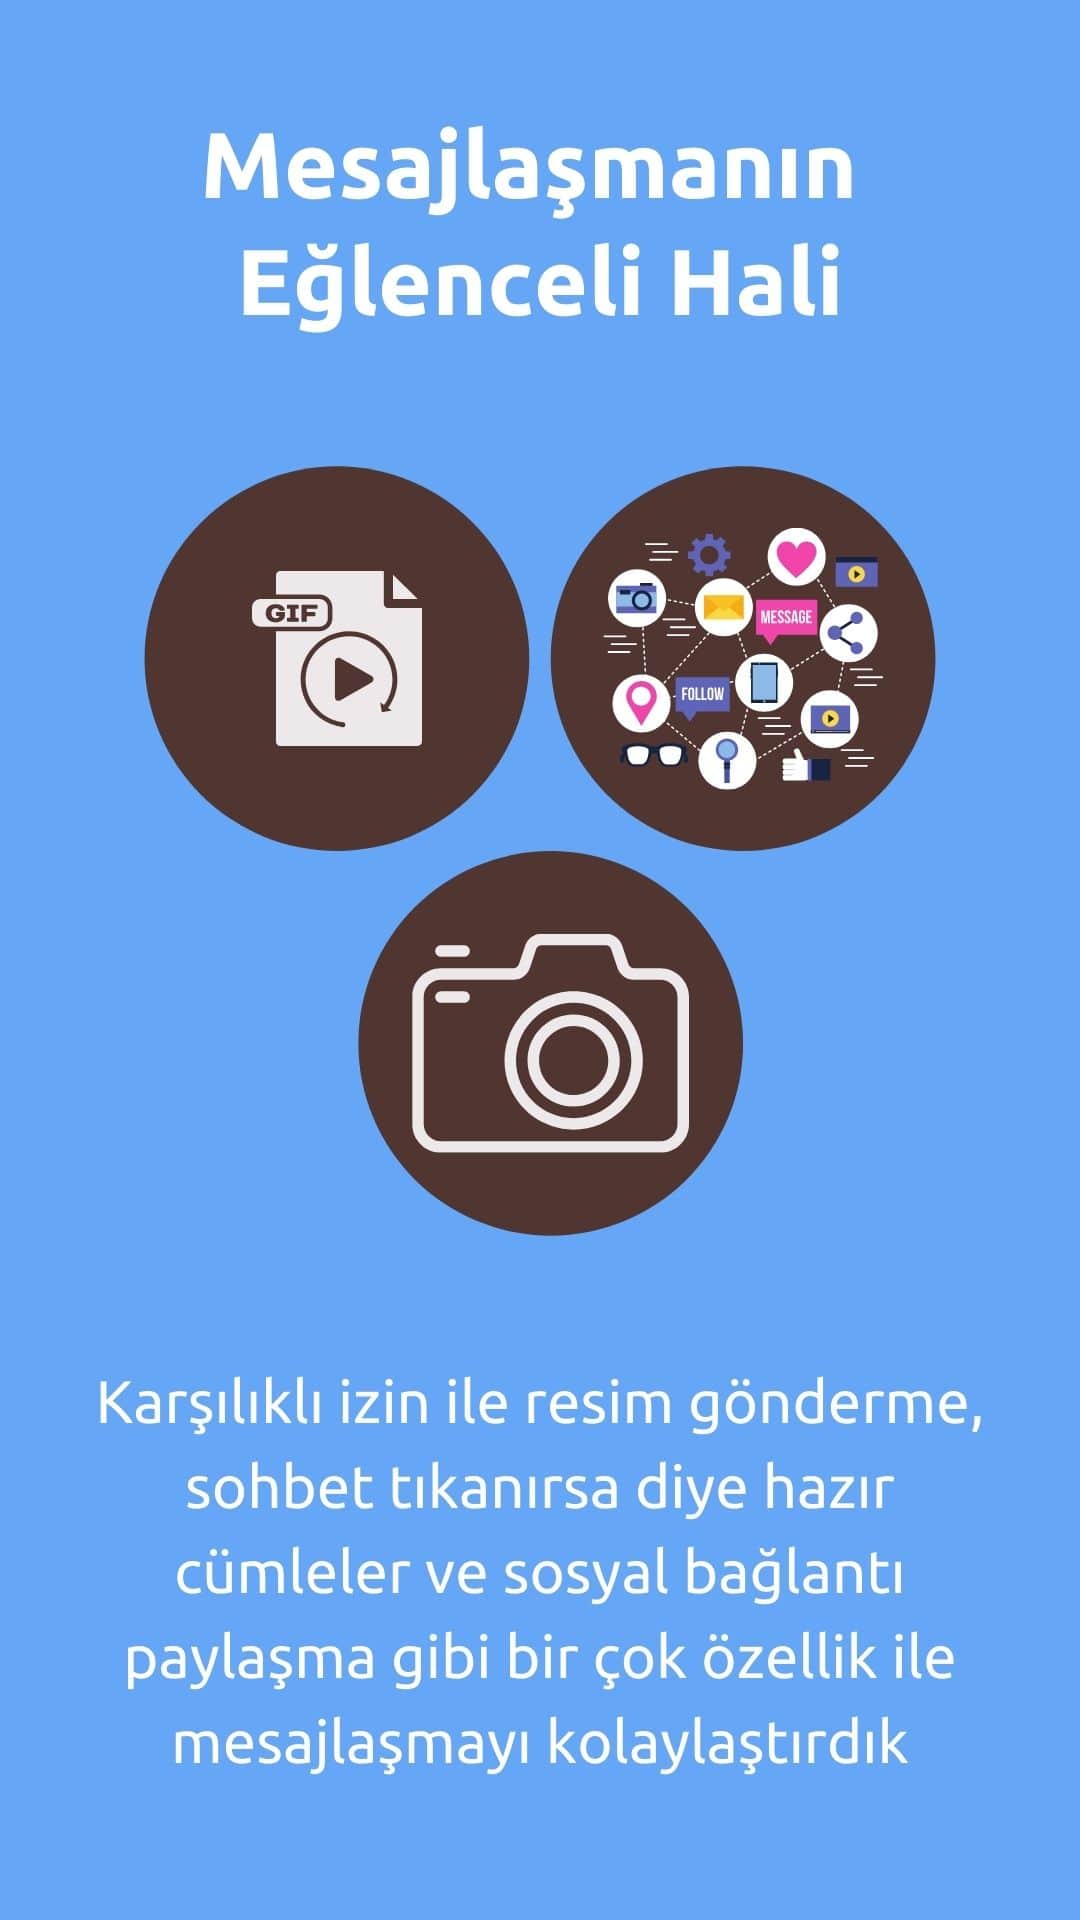 Mesajlaşmanın
Eğlenceli Hali
GIF
MESSAGE
FOLLOW
Karşılıklı izin ile resim gönderme,
sohbet tıkanırsa diye hazır
cümleler ve sosyal bağlantı
paylaşma gibi bir çok özellik ile
mesajlaşmayı kolaylaştırdık